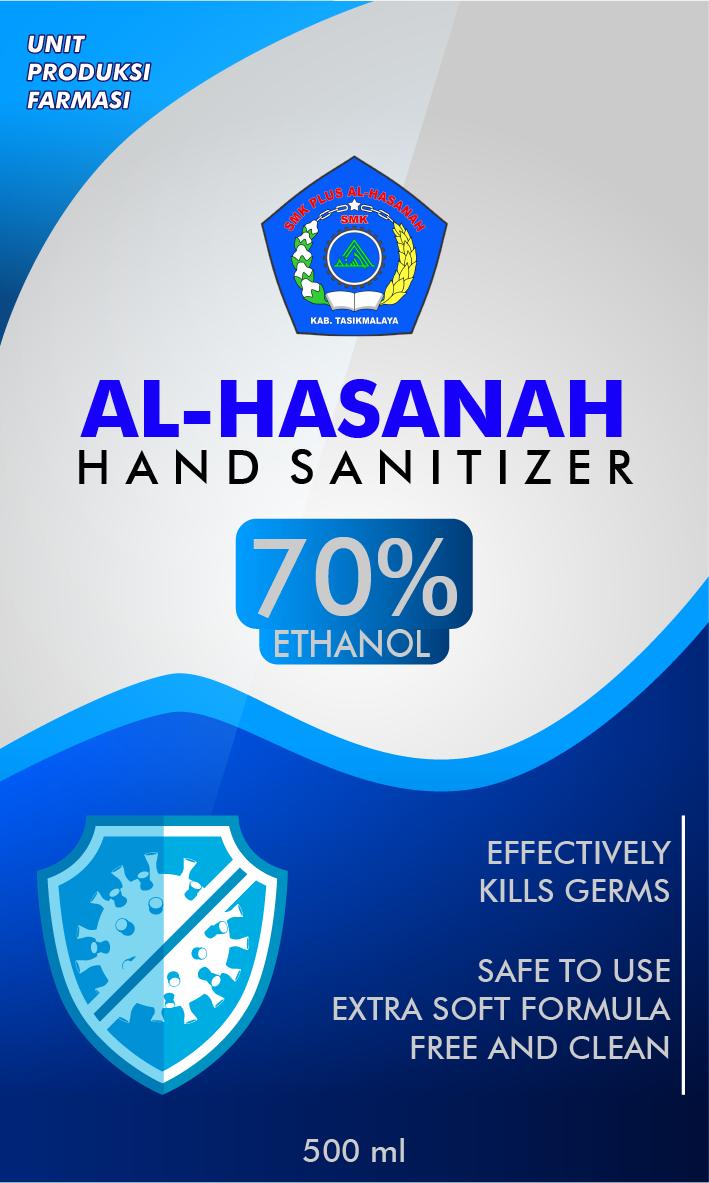 UNIT
PRODUKSI
FARMASI
SMK PLUS AL-HASANAH
SMK
KAB. TASIKMALAYA
AL-HASANAH
HAND SANITIZER
70%
ETHANOL
EFFECTIVELY
KILLS GERMS
SAFE TO USE
EXTRA SOFT FORMULA
FREE AND CLEAN
500 ml